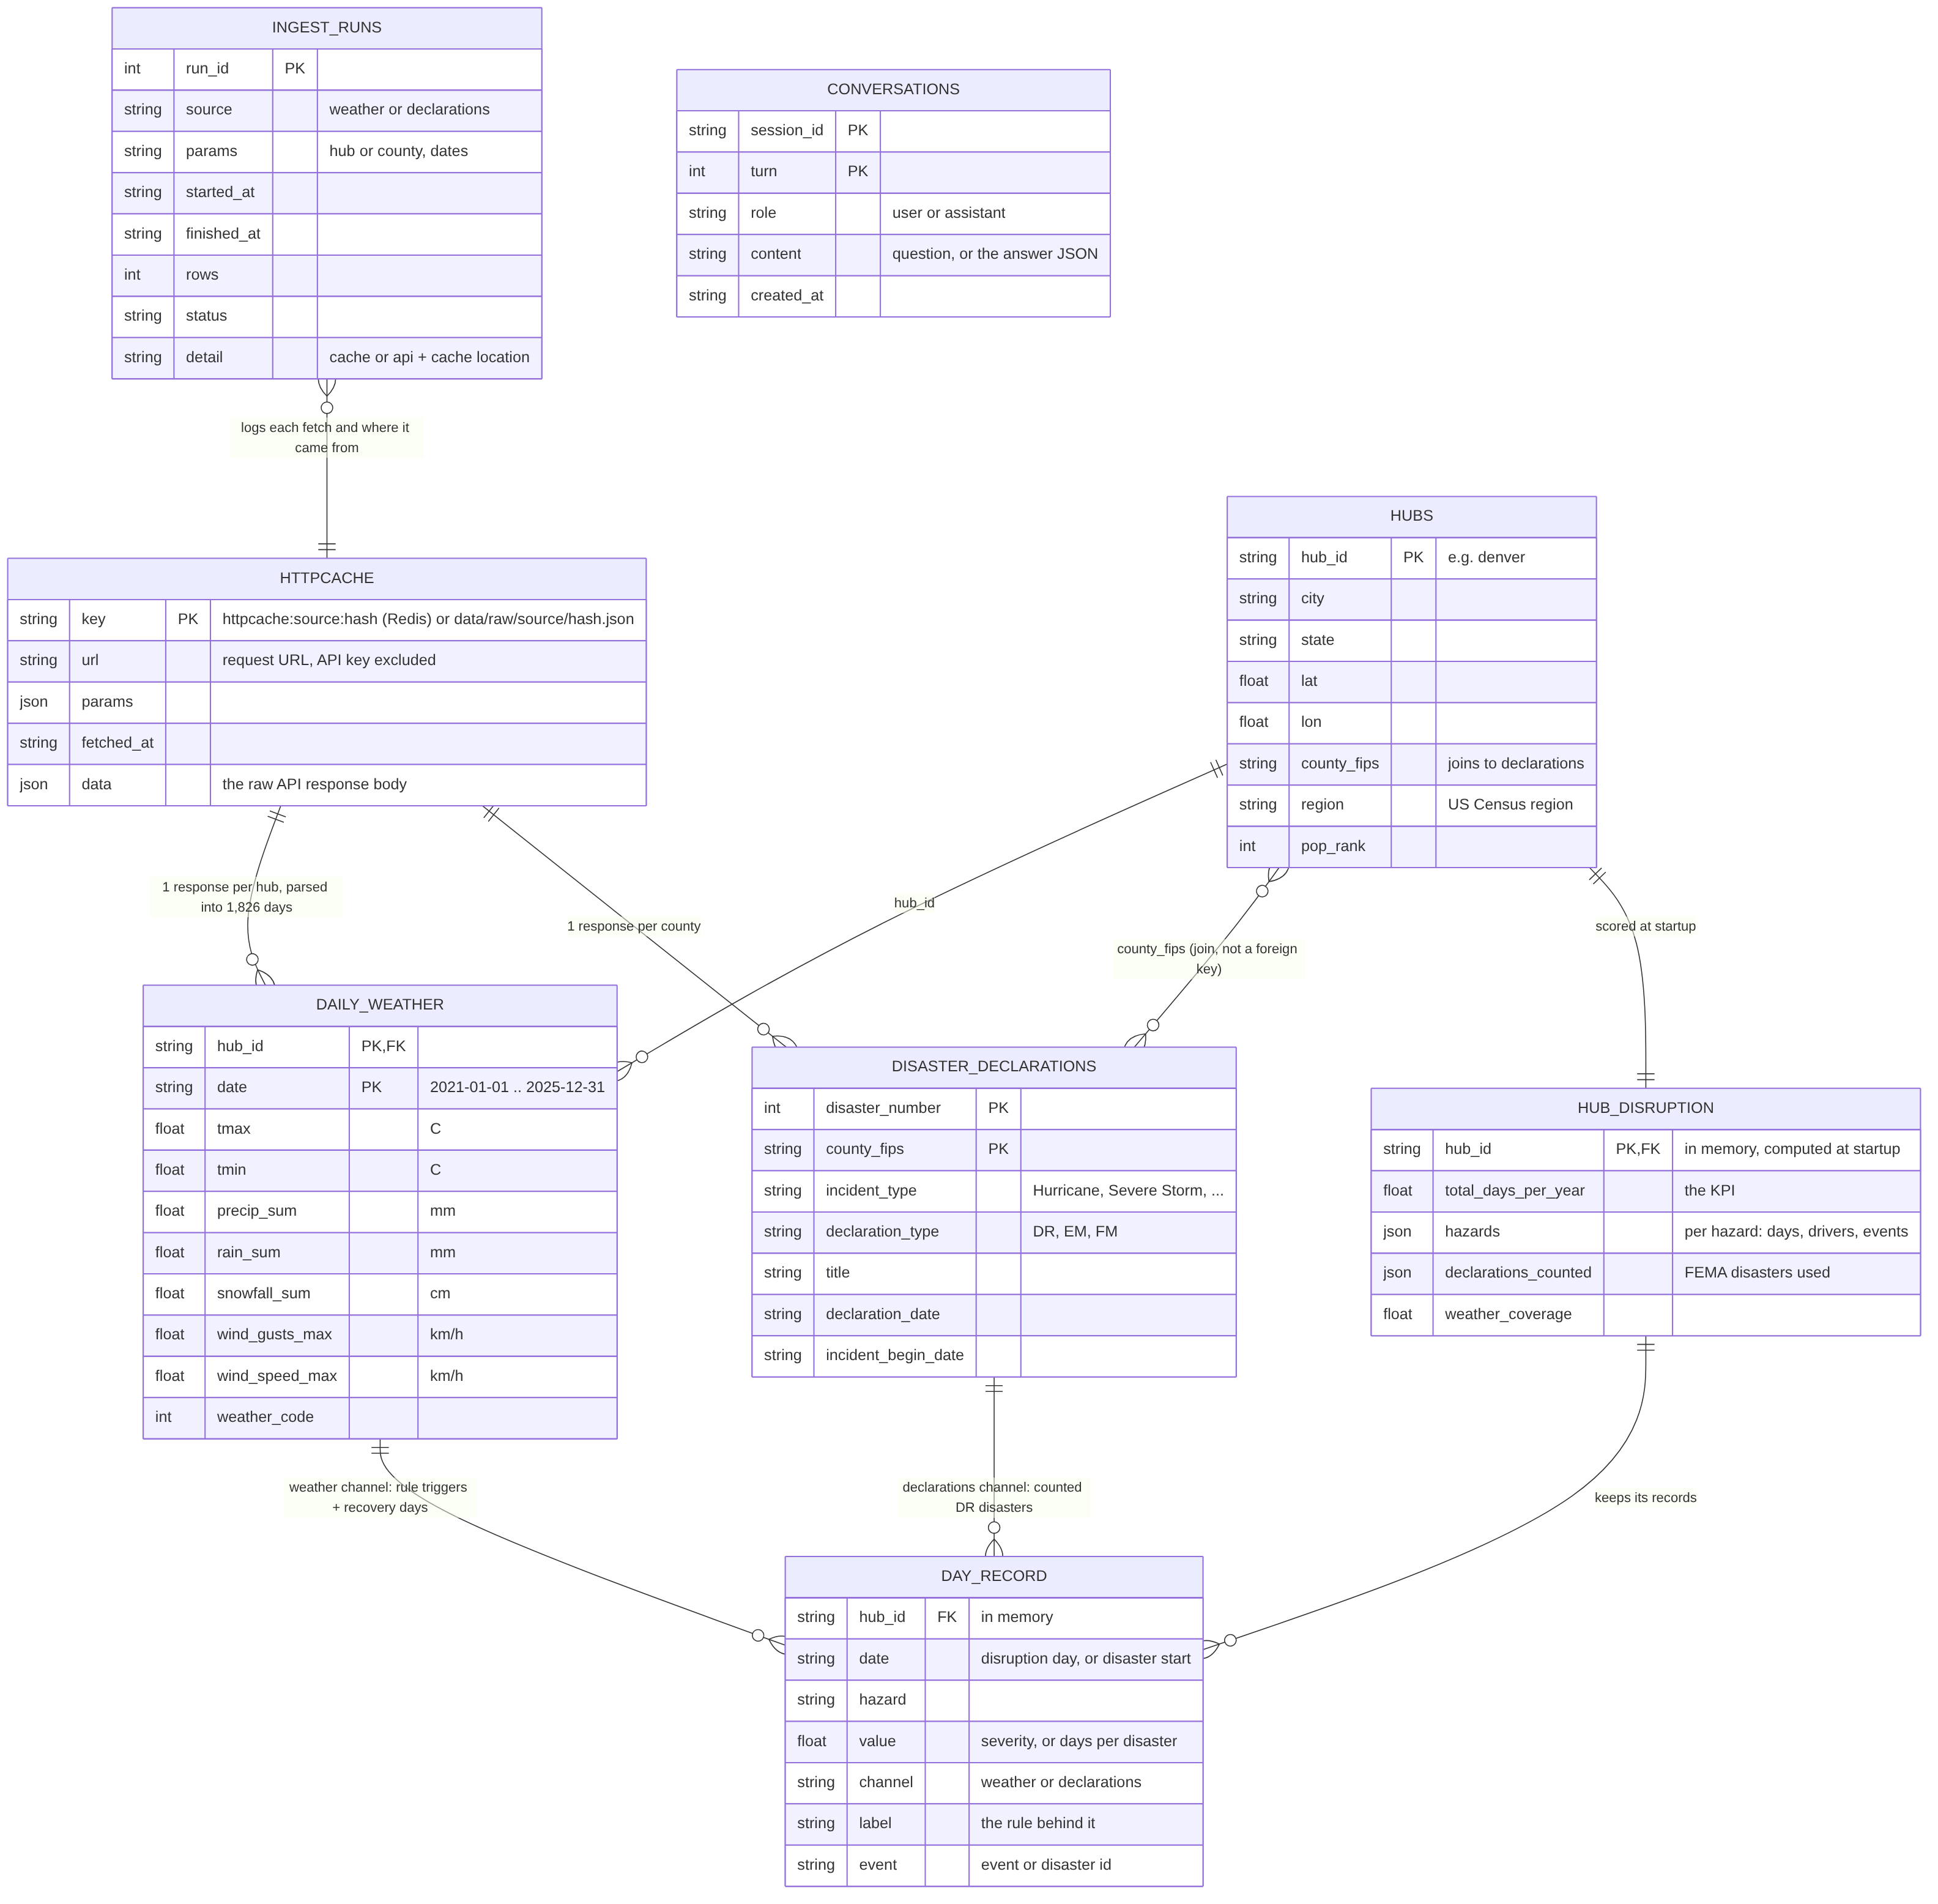 INGEST_RUNS
int run_id PK
string source weather or declarations
string params hub or county, dates
string started_at
string finished_at
int rows
string status
string detail cache or api + cache location
CONVERSATIONS
string session_id PK
int turn PK
string role user or assistant
string content question, or the answer JSON
string created_at
logs each fetch and where it
came from
HTTPCACHE
string key PK httpcache:source:hash (Redis) or data/raw/source/hash.json
string url request URL, API key excluded
json params
string fetched_at
json data the raw API response body
HUBS
string hub_id PK e.g. denver
string city
string state
float lat
float lon
string county_fips joins to declarations
string region US Census region
int pop_rank
1 response per hub, parsed
into 1,826 days
1 response per county
hub_id
county_fips (join, not a foreign
key)
scored at startup
DAILY_WEATHER
string hub_id PK,FK
string date PK 2021-01-01 .. 2025-12-31
float tmax C
float tmin C
float precip_sum mm
float rain_sum mm
float snowfall_sum cm
float wind_gusts_max km/h
float wind_speed_max km/h
int weather_code
DISASTER_DECLARATIONS
int disaster_number PK
string county_fips PK
string incident_type Hurricane, Severe Storm, ...
string declaration_type DR, EM, FM
string title
string declaration_date
string incident_begin_date
HUB_DISRUPTION
string hub_id PK,FK in memory, computed at startup
float total_days_per_year the KPI
json hazards per hazard: days, drivers, events
json declarations_counted FEMA disasters used
float weather_coverage
weather channel: rule triggers
+ recovery days
declarations channel: counted
DR disasters
keeps its records
DAY_RECORD
string hub_id FK in memory
string date disruption day, or disaster start
string hazard
float value severity, or days per disaster
string channel weather or declarations
string label the rule behind it
string event event or disaster id